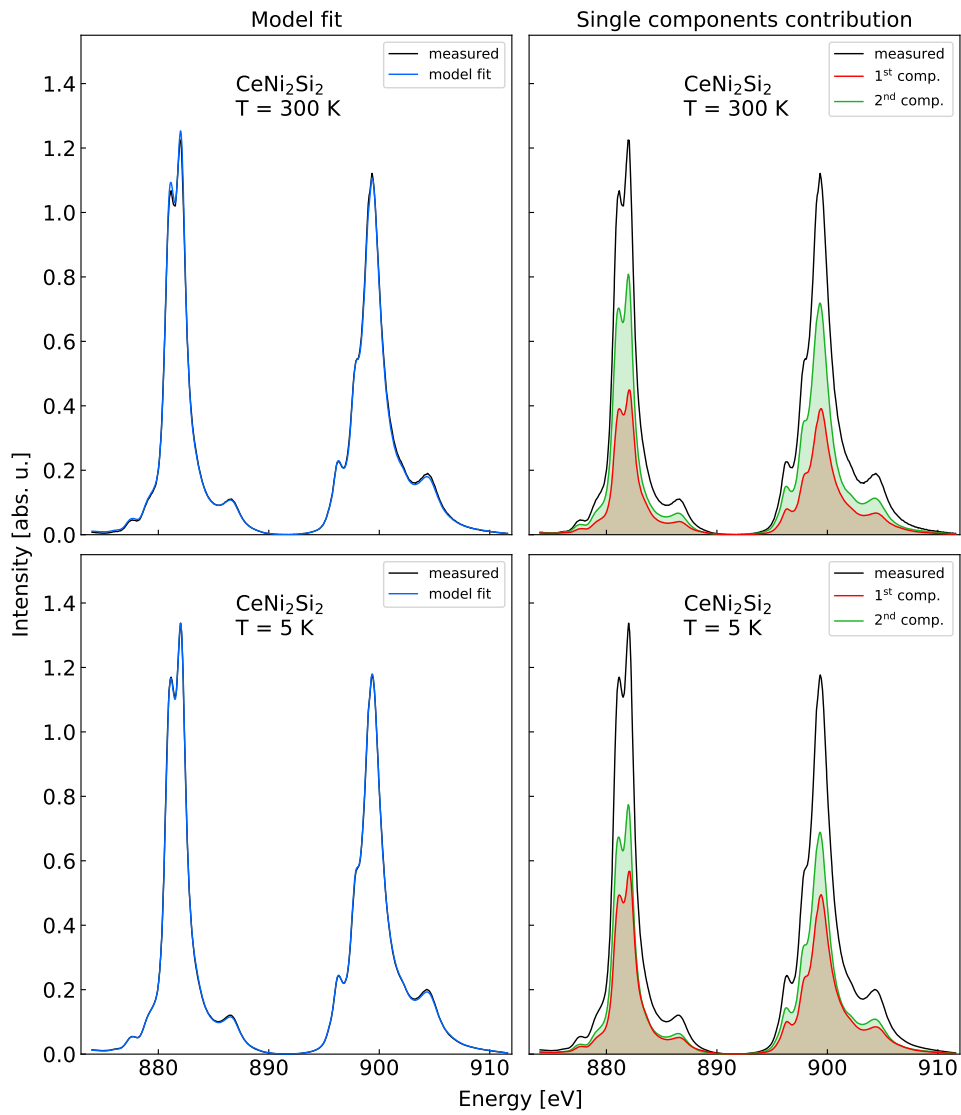 Model fit
Single components contribution
measured
model fit
CeNi₂Si₂
T = 300 K
measured
1ˢᵗ comp.
2ⁿᵈ comp.
CeNi₂Si₂
T = 300 K
1.4
1.2
1.0
0.8
0.6
0.4
0.2
0.0
Intensity [abs. u.]
measured
model fit
CeNi₂Si₂
T = 5 K
measured
1ˢᵗ comp.
2ⁿᵈ comp.
CeNi₂Si₂
T = 5 K
1.4
1.2
1.0
0.8
0.6
0.4
0.2
0.0
880 890 900 910
880 890 900 910
Energy [eV]